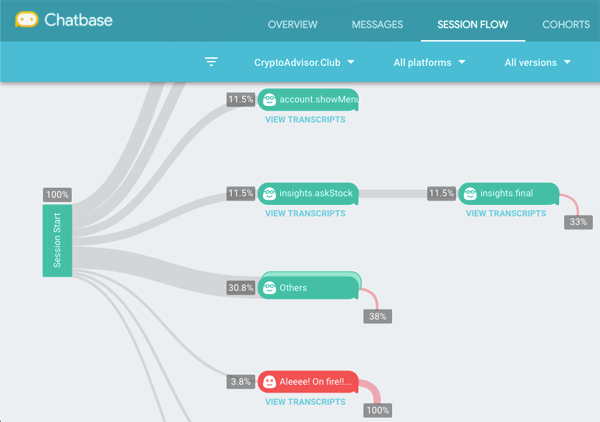 Chatbase
OVERVIEW
MESSAGES
SESSION FLOW
COHORTS
CryptoAdvisor.Club
All platforms
All versions
11.5%
account.showMenu
VIEW TRANSCRIPTS
100%
Session Start
11.5%
insights.askStock
VIEW TRANSCRIPTS
11.5%
insights.final
VIEW TRANSCRIPTS
33%
30.8%
Others
38%
3.8%
Aleeee! On fire!!...
VIEW TRANSCRIPTS
100%